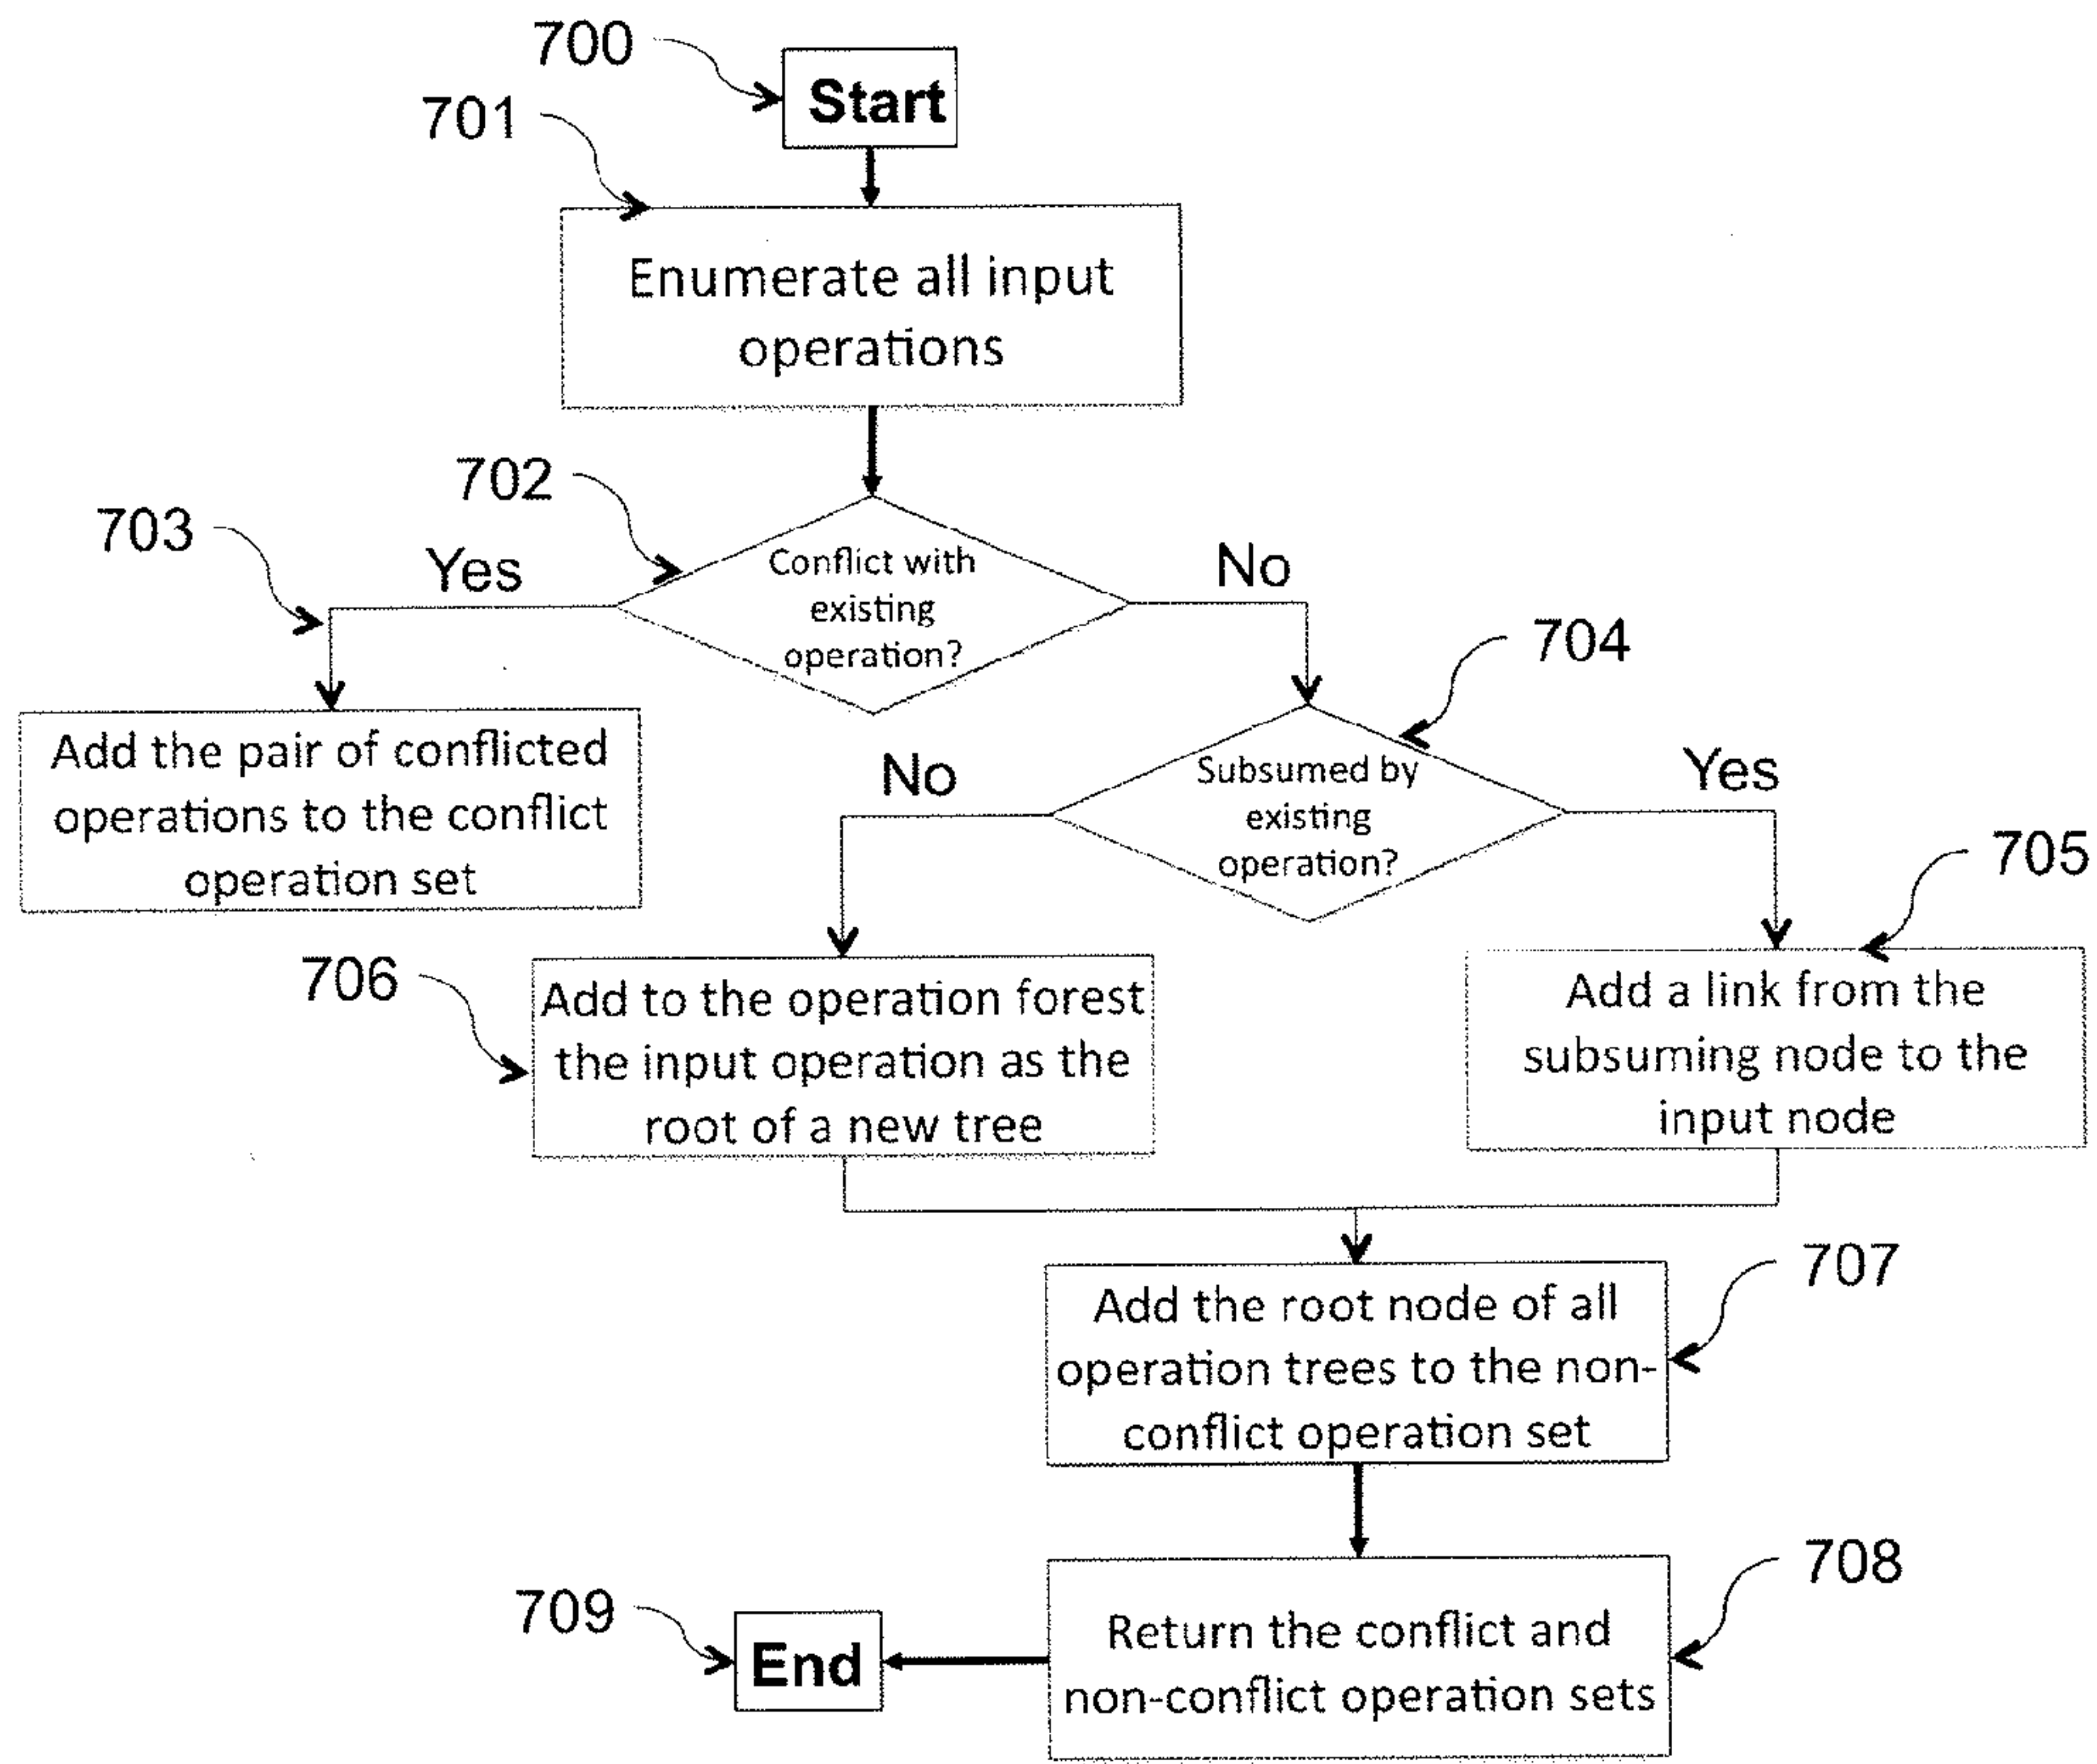 700
Start
701
Enumerate all input
operations
702
703
Yes
Conflict with
existing
operation?
No
704
Add the pair of conflicted
operations to the conflict
operation set
No
Subsumed by
existing
operation?
Yes
705
706
Add to the operation forest
the input operation as the
root of a new tree
Add a link from the
subsuming node to the
input node
707
Add the root node of all
operation trees to the non-
conflict operation set
708
709
End
Return the conflict and
non-conflict operation sets